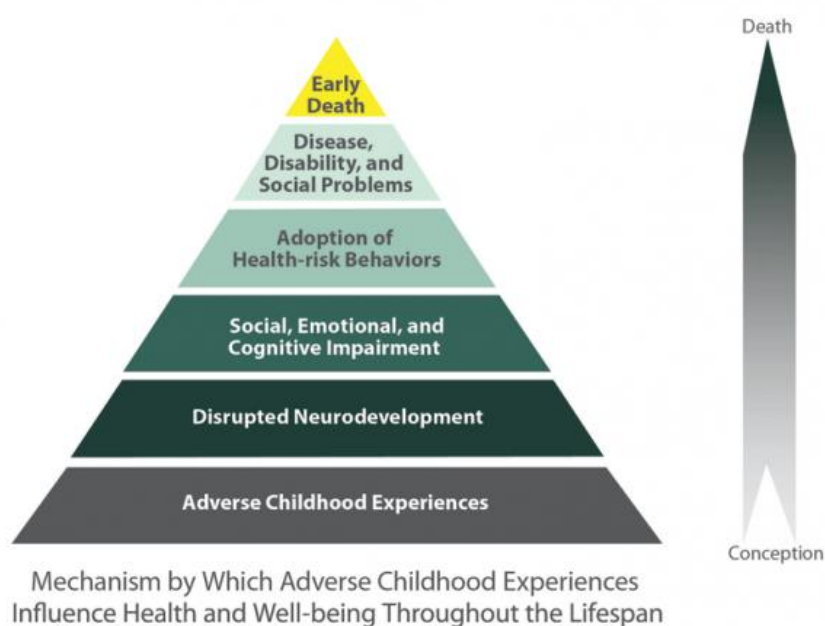 Death
Early
Death
Disease,
Disability, and
Social Problems
Adoption of
Health-risk Behaviors
Social, Emotional, and
Cognitive Impairment
Disrupted Neurodevelopment
Adverse Childhood Experiences
Conception
Mechanism by Which Adverse Childhood Experiences
Influence Health and Well-being Throughout the Lifespan